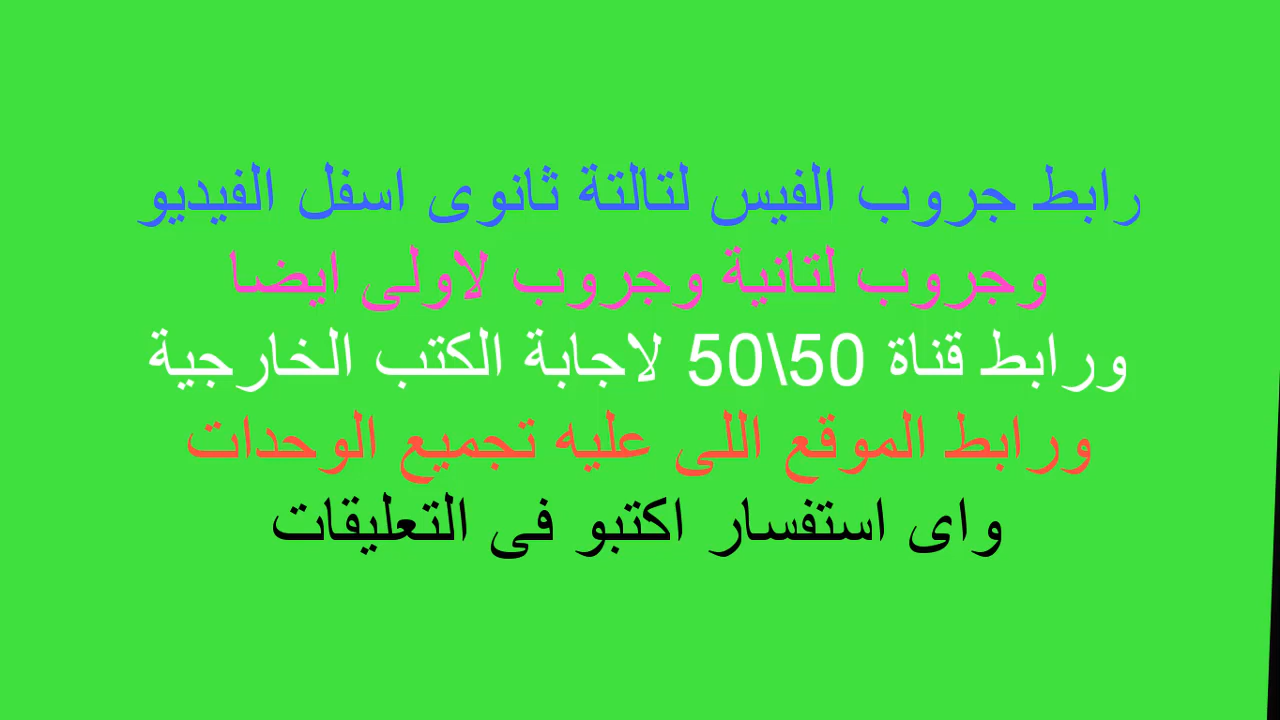 رابط جروب الفيس لتالتة ثانوى اسفل الفيديو
وجروب لتانية وجروب لاولى ايضا
ورابط قناة 50\50 لاجابة الكتب الخارجية
ورابط الموقع اللى عليه تجميع الوحدات
واى استفسار اكتبو فى التعليقات